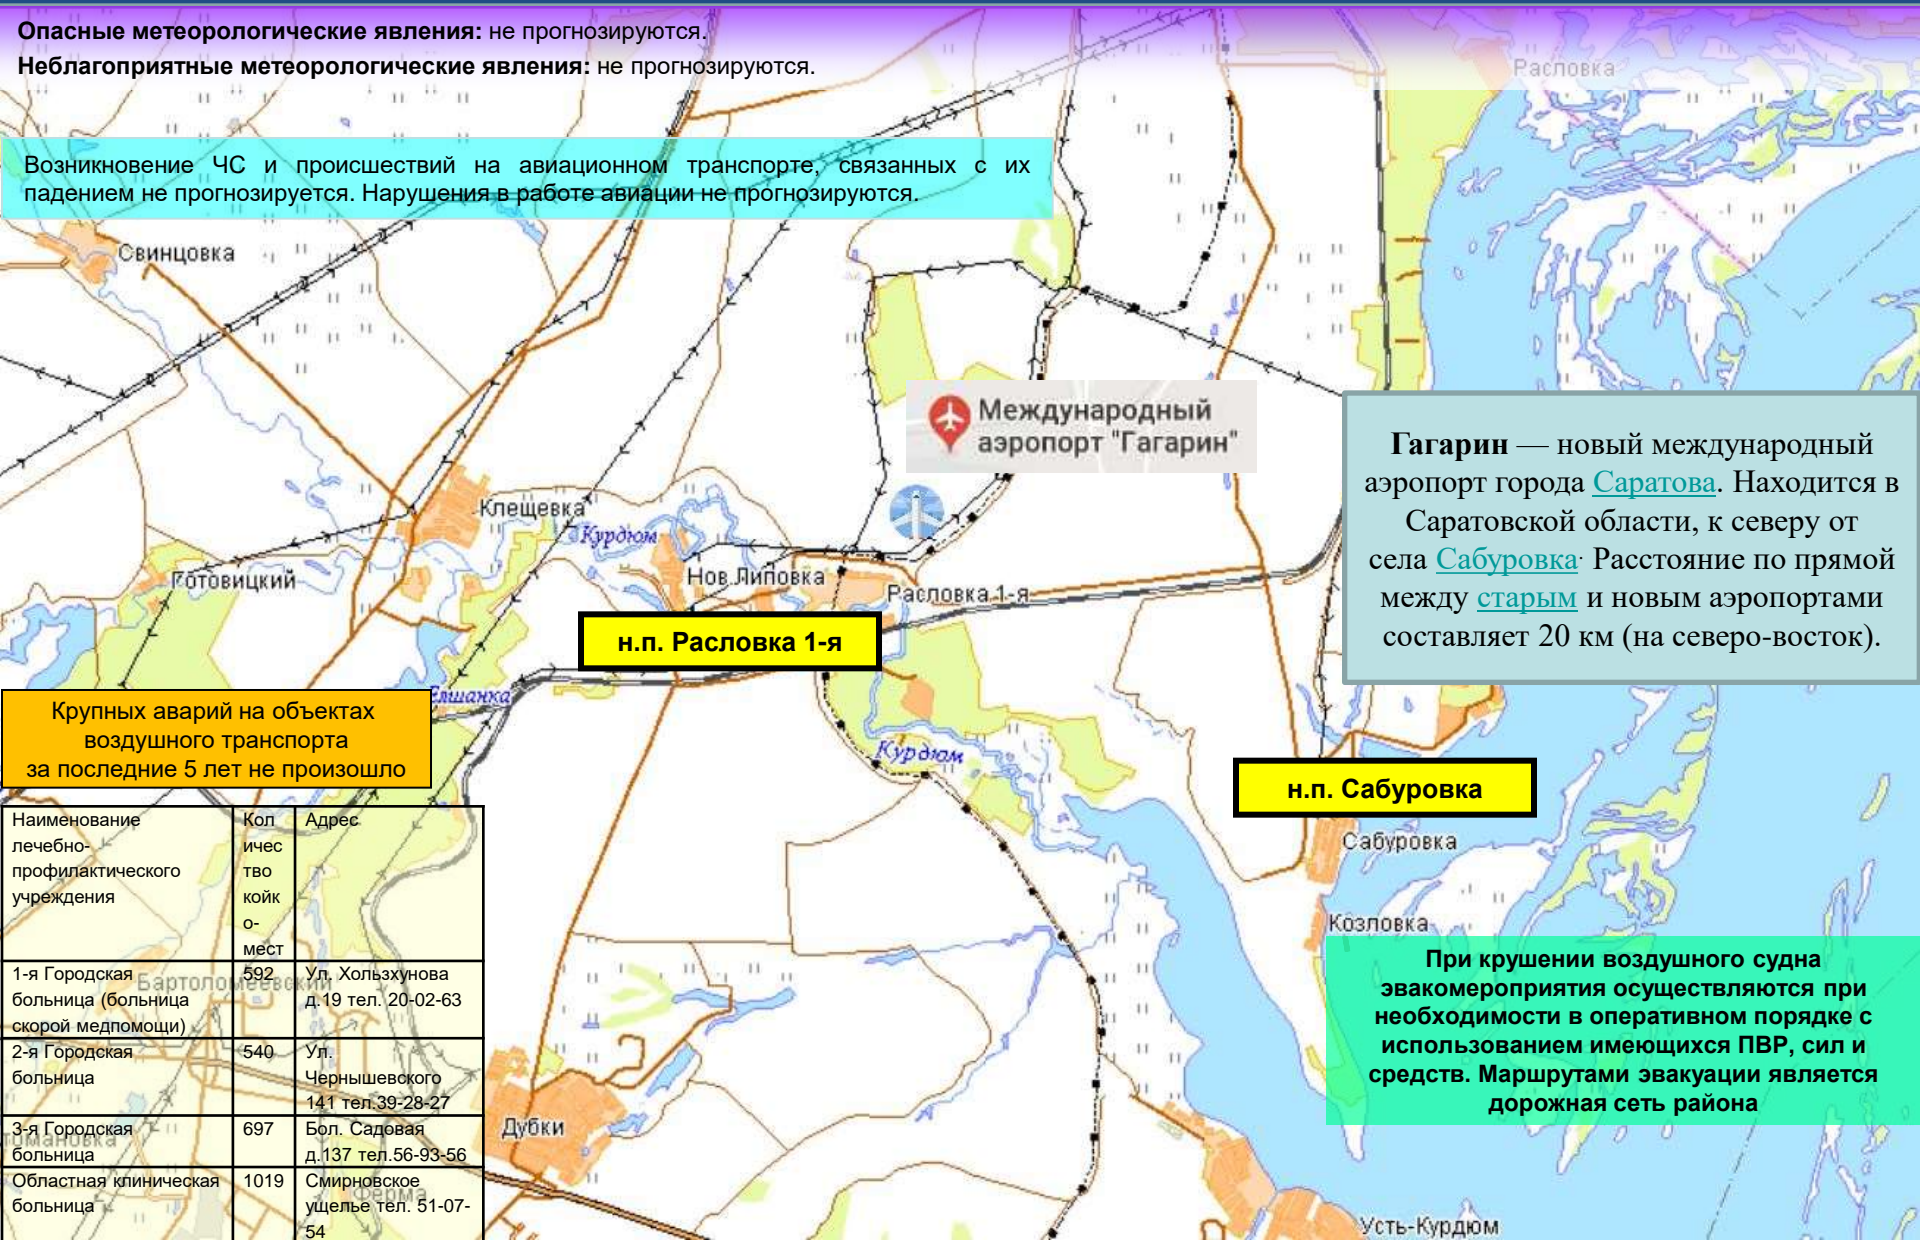 Опасные метеорологические явления: не прогнозируются.
Неблагоприятные метеорологические явления: не прогнозируются.
Расловка
Возникновение ЧС и происшествий на авиационном транспорте, связанных с их
падением не прогнозируется. Нарушения в работе авиации не прогнозируются.
Свинцовка
Международный
аэропорт "Гагарин"
Гагарин — новый международный
аэропорт города Саратова. Находится в
Саратовской области, к северу от
села Сабуровка. Расстояние по прямой
между старым и новым аэропортами
составляет 20 км (на северо-восток).
Клещевка
Курдюм
Готовицкий
Нов.Липовка
Расловка 1-я
н.п. Расловка 1-я
Елшанка
Крупных аварий на объектах
воздушного транспорта
за последние 5 лет не произошло
Курдюм
н.п. Сабуровка
Сабуровка
Козловка
Наименование
лечебно-
профилактического
учреждения
Кол
ичес
тво
койк
о-
мест
Адрес
1-я Городская
больница (больница
скорой медпомощи)
592
Ул. Хользунова
д.19 тел. 20-02-63
Бартоломеевский
2-я Городская
больница
540
Ул.
Чернышевского
141 тел.39-28-27
3-я Городская
больница
697
Бол. Садовая
д.137 тел.56-93-56
Областная клиническая
больница
1019
Смирновское
ущелье тел. 51-07-
54
Ферма
Дубки
При крушении воздушного судна
эвакомероприятия осуществляются при
необходимости в оперативном порядке с
использованием имеющихся ПВР, сил и
средств. Маршрутами эвакуации является
дорожная сеть района
Усть-Курдюм